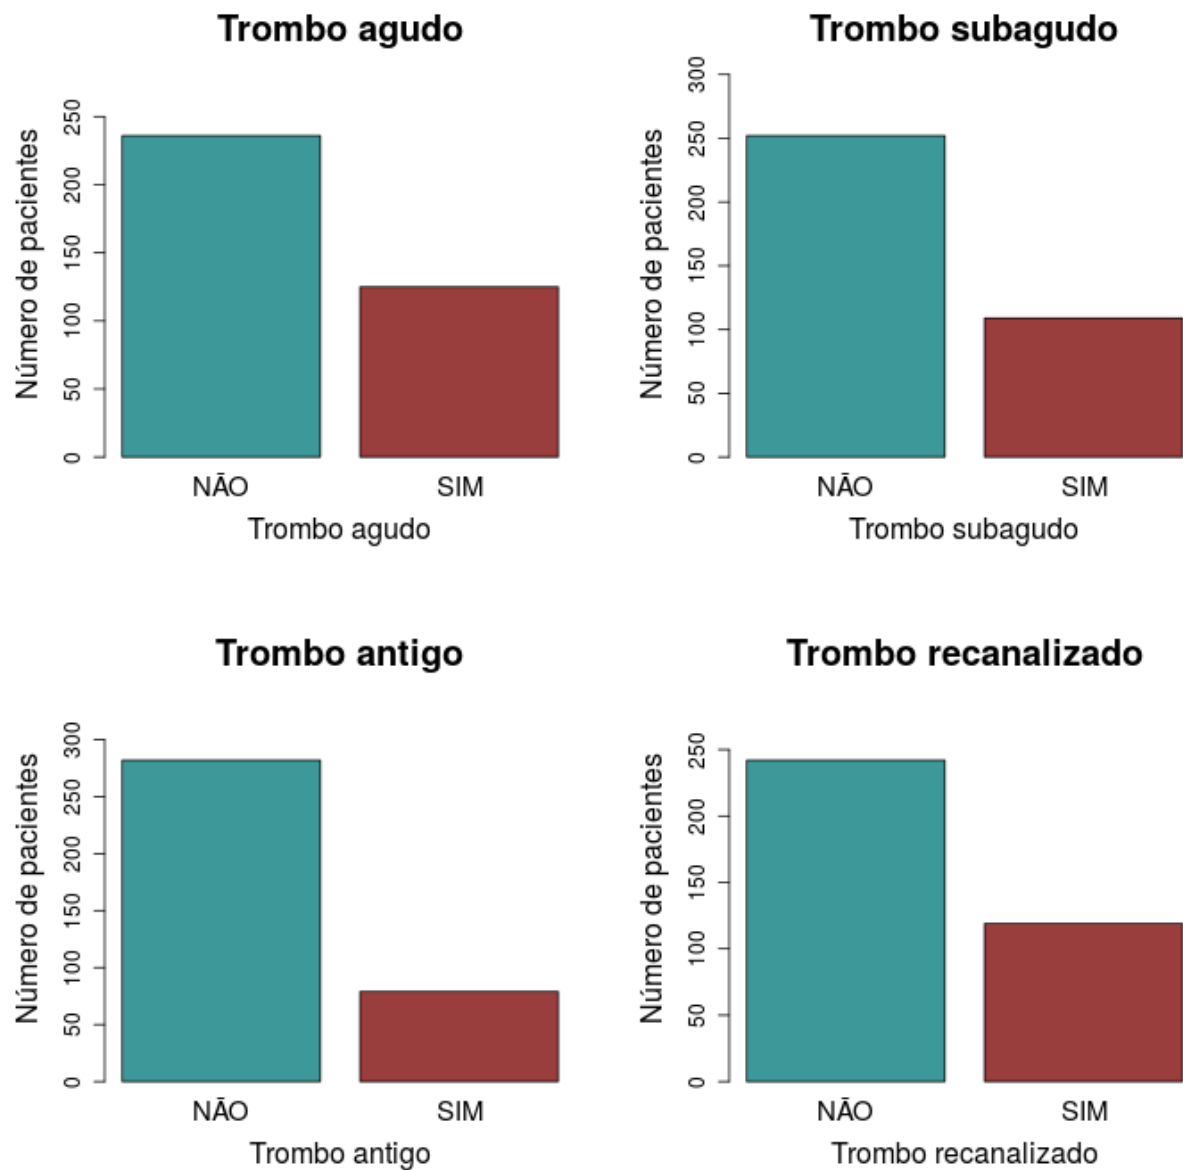 Trombo agudo
Número de pacientes
250
200
150
100
50
0
NÃO SIM
Trombo agudo
Trombo subagudo
Número de pacientes
300
250
200
150
100
50
0
NÃO SIM
Trombo subagudo
Trombo antigo
Número de pacientes
300
250
200
150
100
50
0
NÃO SIM
Trombo antigo
Trombo recanalizado
Número de pacientes
250
200
150
100
50
0
NÃO SIM
Trombo recanalizado